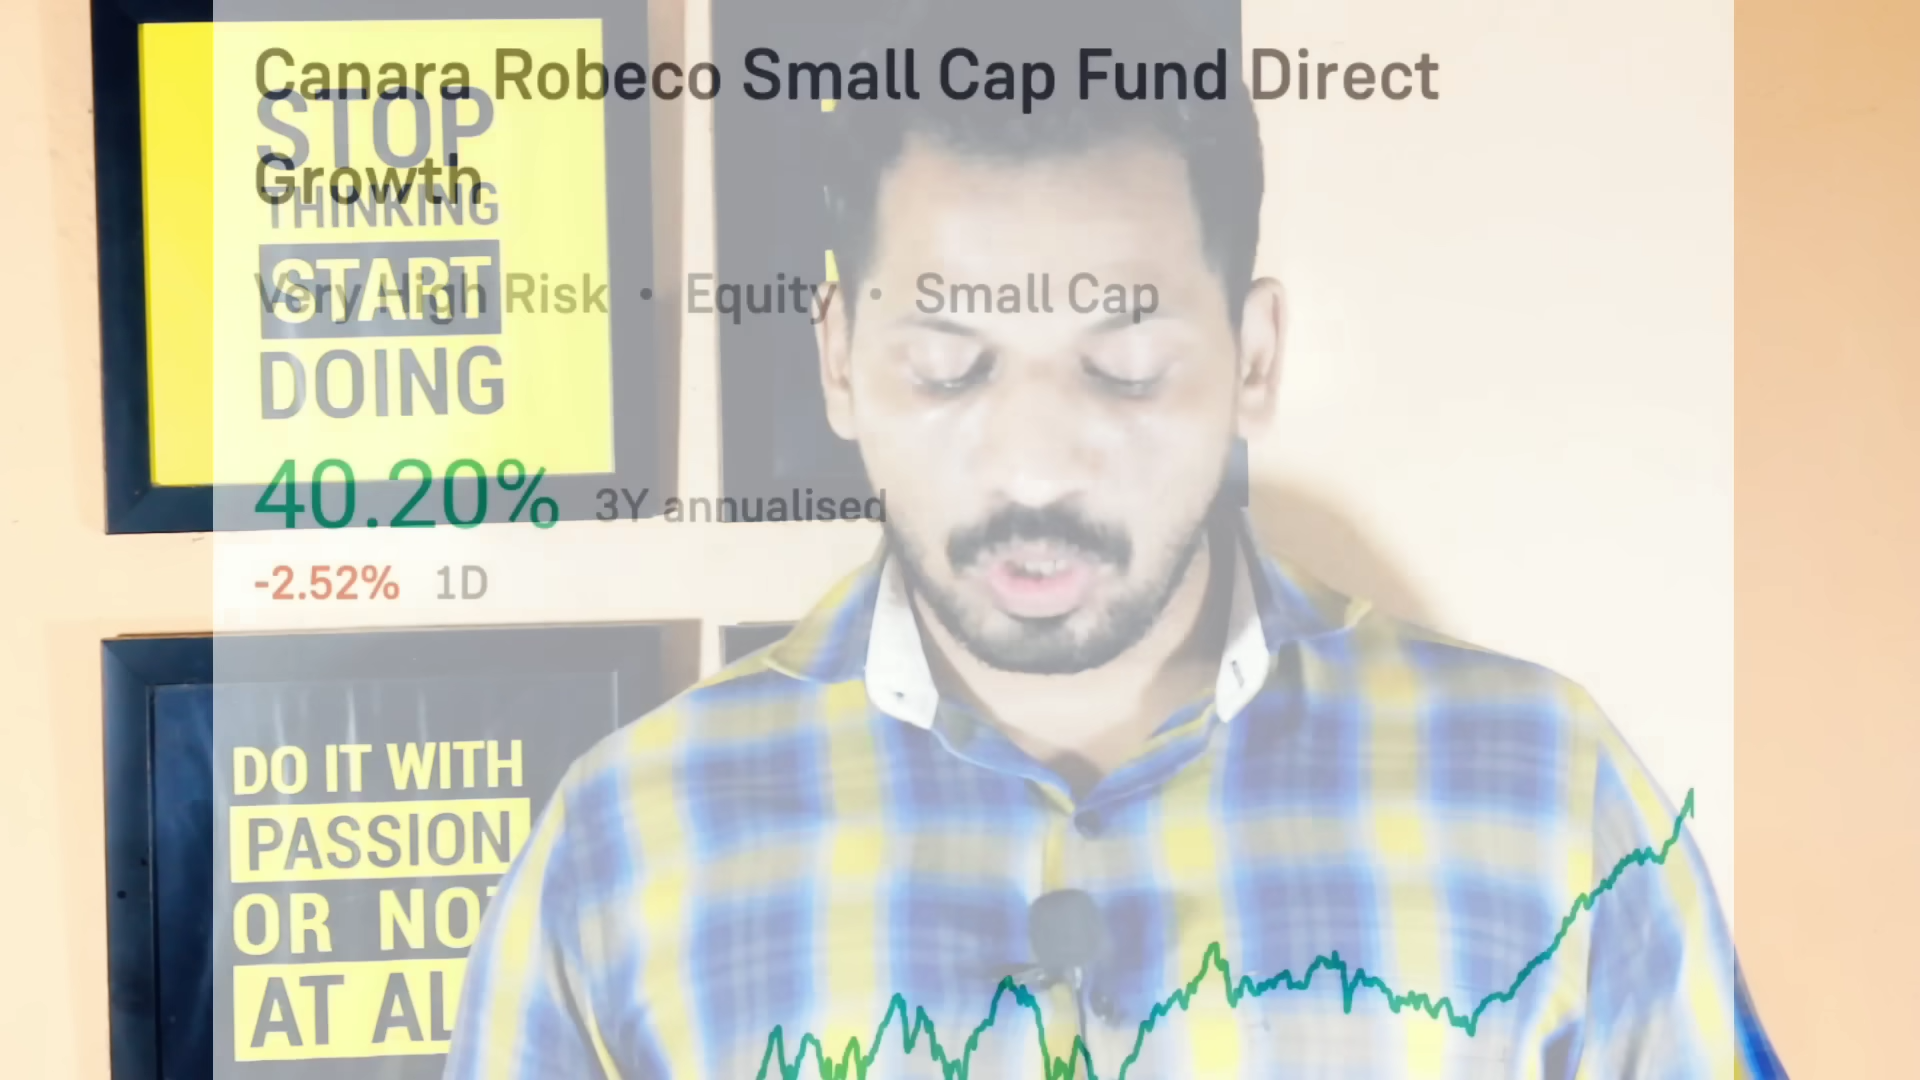 Canara Robeco Small Cap Fund Direct
Growth
Very High Risk • Equity • Small Cap
40.20% 3Y annualised
-2.52% 1D
STOP
THINKING
START
DOING
DO IT WITH
PASSION
OR NOT
AT AL